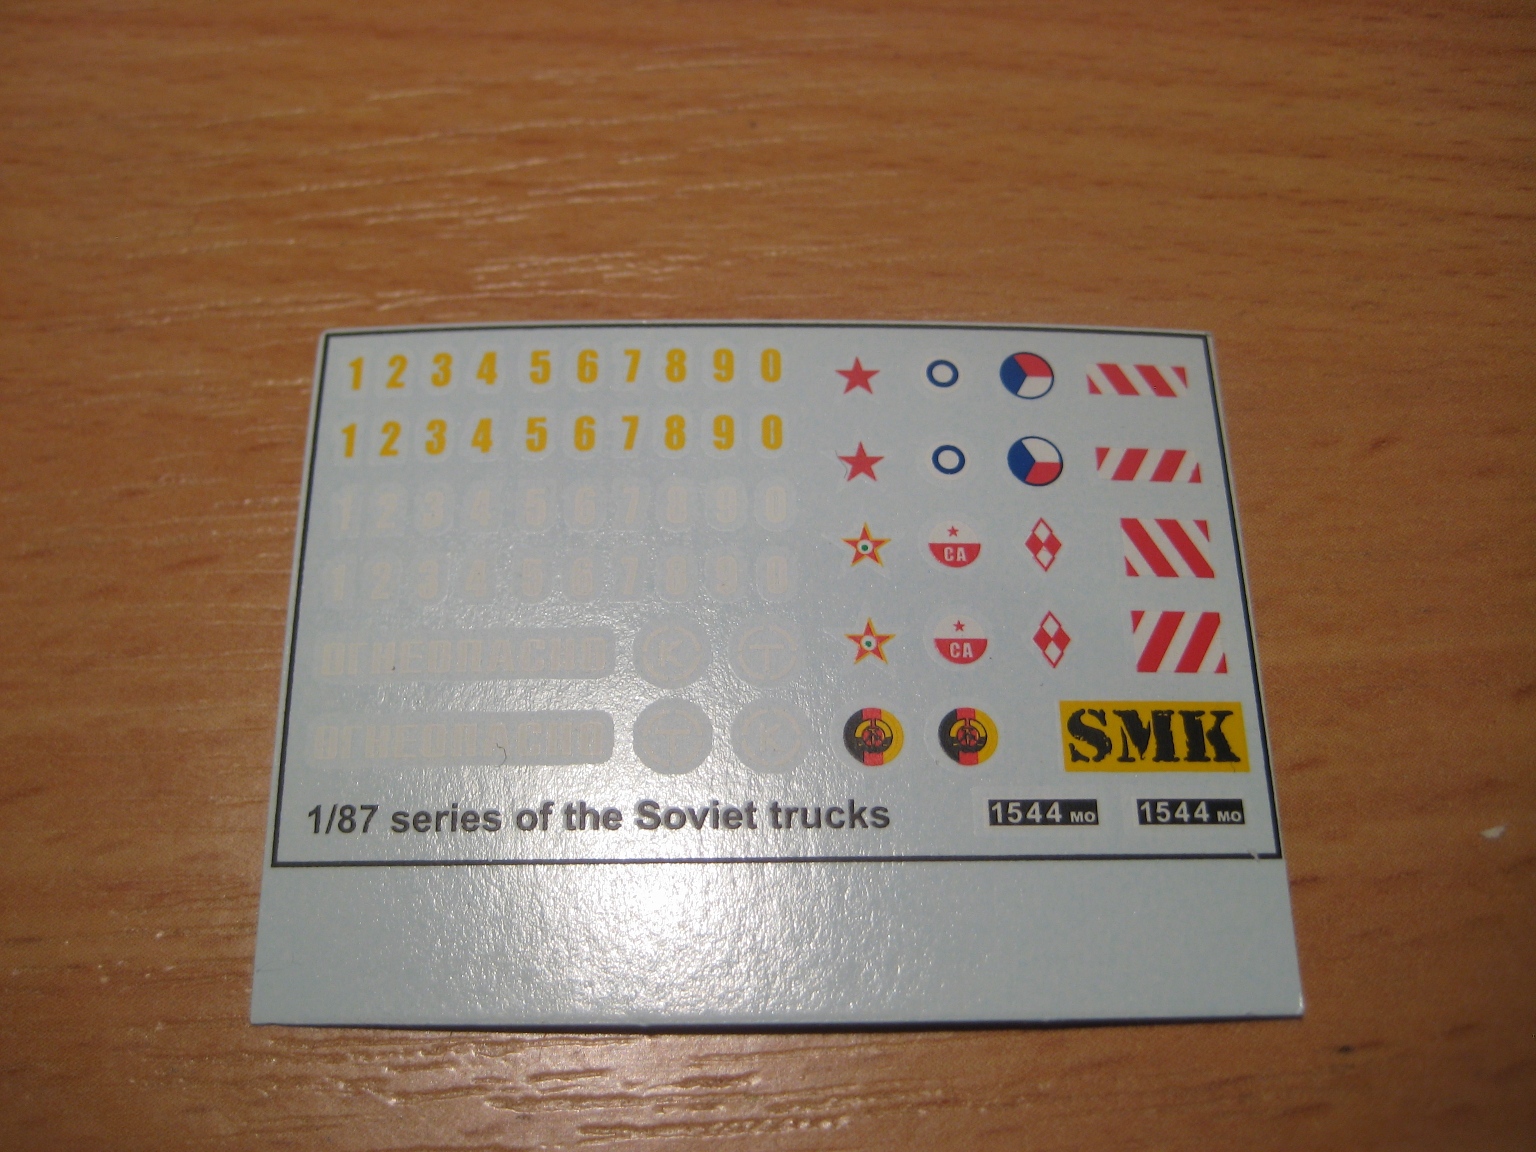 1 2 3 4 5 6 7 8 9 0
1 2 3 4 5 6 7 8 9 0
1 2 3 4 5 6 7 8 9 0
1 2 3 4 5 6 7 8 9 0
CA
ОГНЕОПАСНО К Т
CA
ОГНЕОПАСНО Т К
SMK
1/87 series of the Soviet trucks
1544 МО 1544 МО